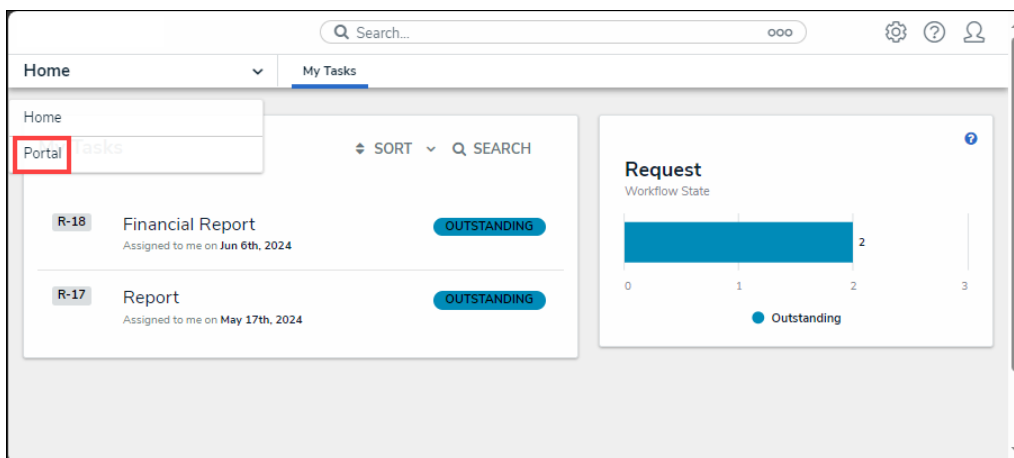 Search... ooo
Home My Tasks
Home
Portal
My Tasks SORT SEARCH
R-18 Financial Report OUTSTANDING
Assigned to me on Jun 6th, 2024
R-17 Report OUTSTANDING
Assigned to me on May 17th, 2024
?
Request
Workflow State
2
0 1 2 3
Outstanding